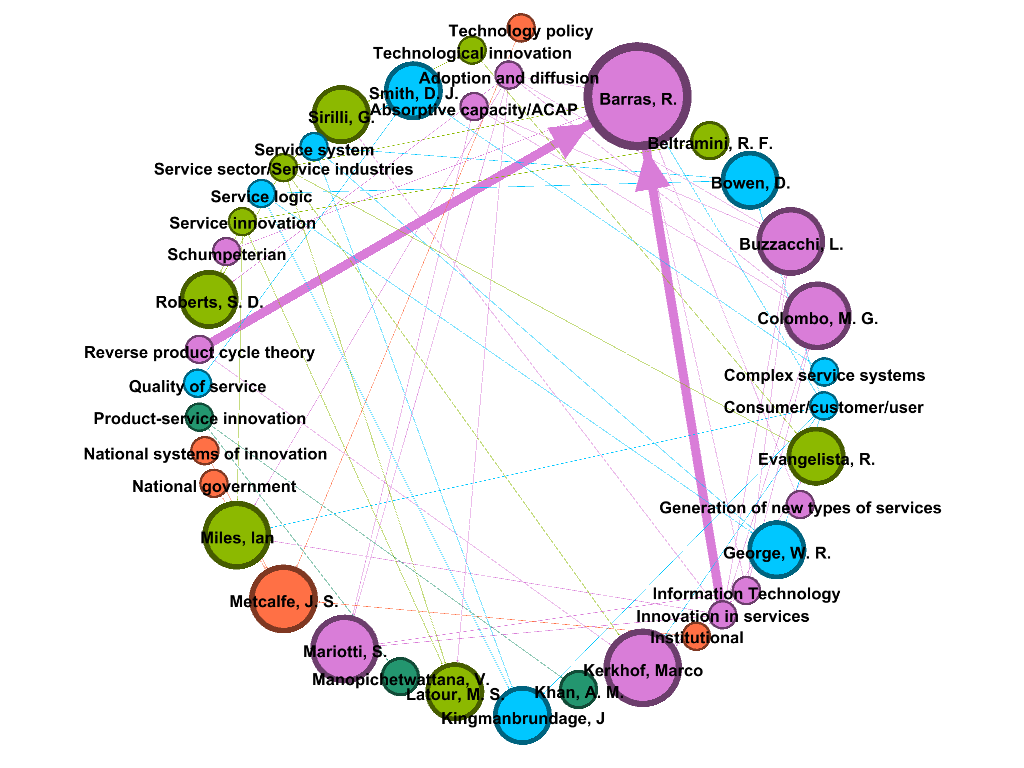 Technology policy
Technological innovation
Adoption and diffusion
Smith, D. J.
Barras, R.
Absorptive capacity/ACAP
Sirilli, G.
Beltramini, R. F.
Service system
Service sector/Service industries
Bowen, D.
Service logic
Service innovation
Buzzacchi, L.
Schumpeterian
Roberts, S. D.
Colombo, M. G.
Reverse product cycle theory
Complex service systems
Quality of service
Consumer/customer/user
Product-service innovation
National systems of innovation
Evangelista, R.
National government
Generation of new types of services
Miles, Ian
George, W. R.
Information Technology
Metcalfe, J. S.
Innovation in services
Institutional
Mariotti, S.
Kerkhof, Marco
Manopichetwattana, V.
Latour, M. S.
Khan, A. M.
Kingmanbrundage, J